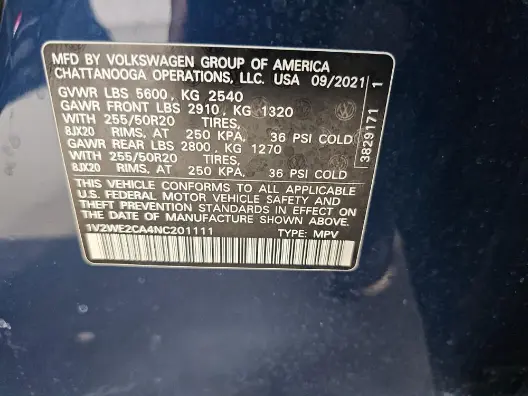 MFD BY VOLKSWAGEN GROUP OF AMERICA
CHATTANOOGA OPERATIONS, LLC. USA 09/2021
GVWR LBS 5600, KG 2540
GAWR FRONT LBS 2910, KG 1320
WITH 255/50R20 TIRES,
8JX20 RIMS. AT 250 KPA, 36 PSI COLD
GAWR REAR LBS 2800, KG 1270
WITH 255/50R20 TIRES,
8JX20 RIMS. AT 250 KPA, 36 PSI COLD
THIS VEHICLE CONFORMS TO ALL APPLICABLE
U.S. FEDERAL MOTOR VEHICLE SAFETY AND
THEFT PREVENTION STANDARDS IN EFFECT ON
THE DATE OF MANUFACTURE SHOWN ABOVE.
1V2WE2CA4NC201111 TYPE: MPV
3829171 1